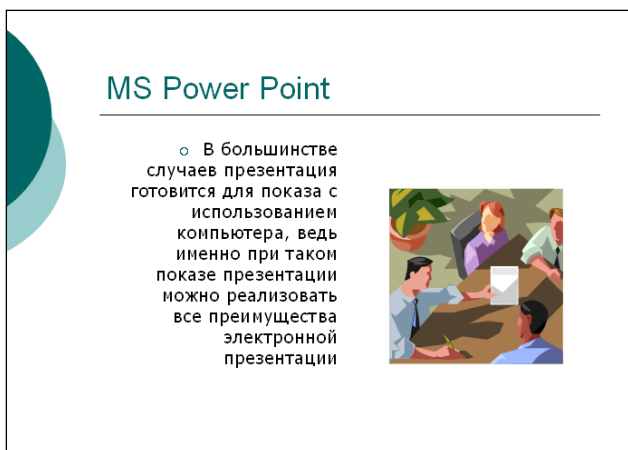 MS Power Point
В большинстве
случаев презентация
готовится для показа с
использованием
компьютера, ведь
именно при таком
показе презентации
можно реализовать
все преимущества
электронной
презентации